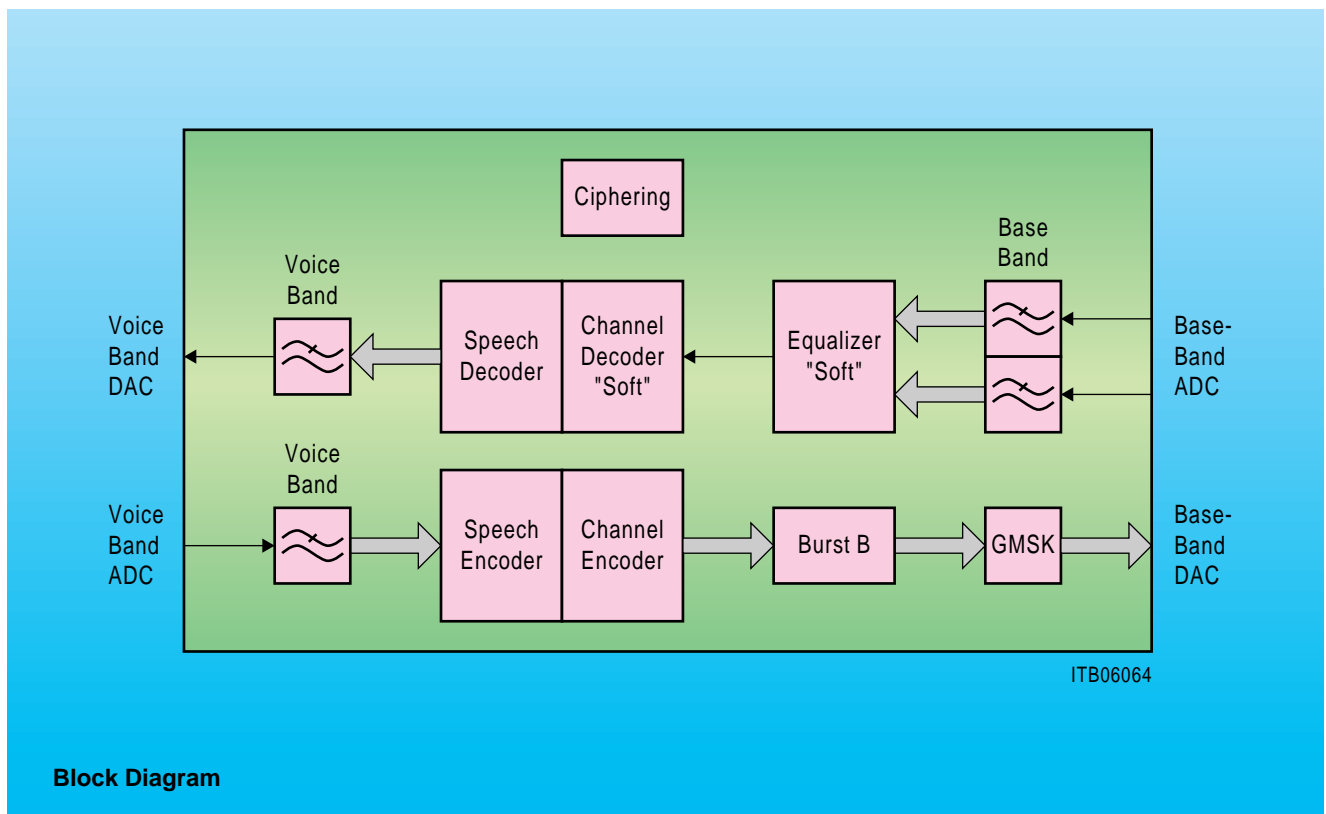 Ciphering
Base
Band
Voice
Band
Voice
Band
DAC
Speech
Decoder
Channel
Decoder
"Soft"
Equalizer
"Soft"
Base-
Band
ADC
Voice
Band
Voice
Band
ADC
Speech
Encoder
Channel
Encoder
Burst B
GMSK
Base-
Band
DAC
ITB06064
Block Diagram